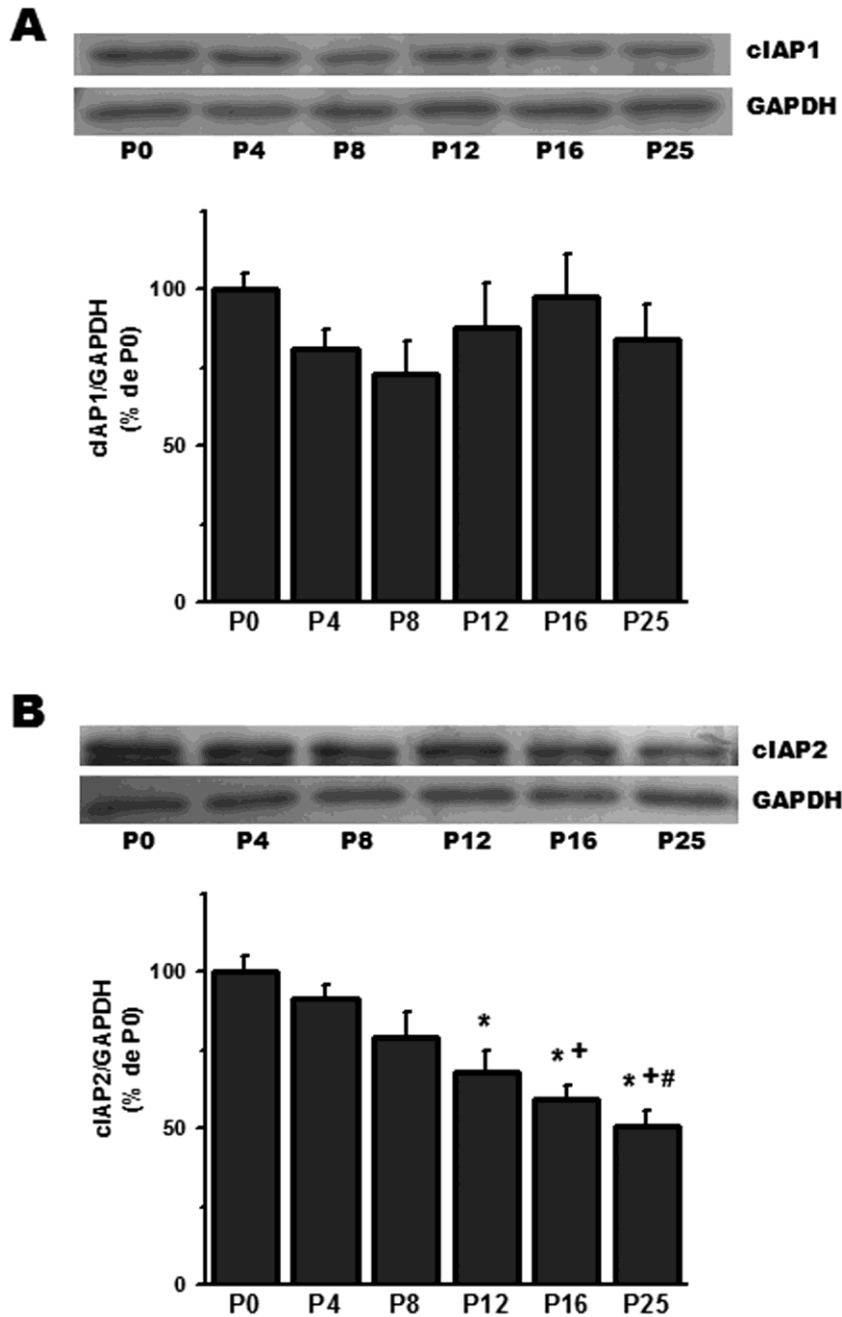 A
cIAP1
GAPDH
P0 P4 P8 P12 P16 P25
100
50
0
cIAP1/GAPDH
(% de P0)
P0 P4 P8 P12 P16 P25
B
cIAP2
GAPDH
P0 P4 P8 P12 P16 P25
100
50
0
cIAP2/GAPDH
(% de P0)
*
* +
* + #
P0 P4 P8 P12 P16 P25